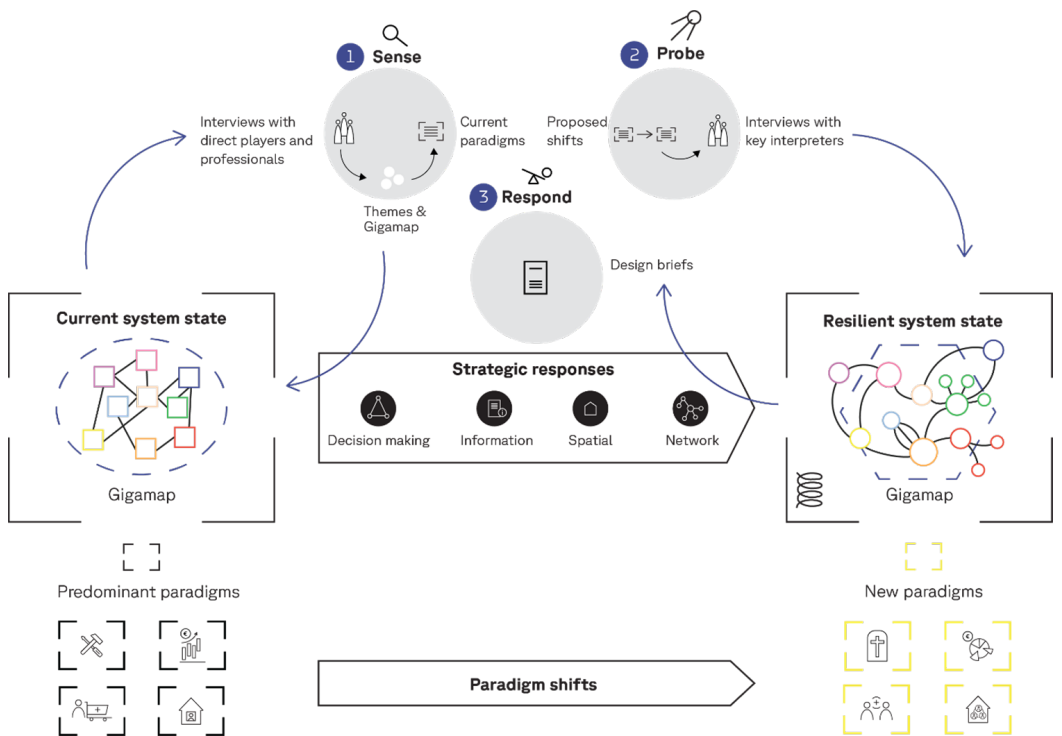 1 Sense
Interviews with
direct players and
professionals
Current
paradigms
Themes &
Gigamap
2 Probe
Proposed
shifts
Interviews with
key interpreters
3 Respond
Design briefs
Current system state
Gigamap
Strategic responses
Decision making
Information
Spatial
Network
Resilient system state
Gigamap
Predominant paradigms
€
+
Paradigm shifts
New paradigms
€
+